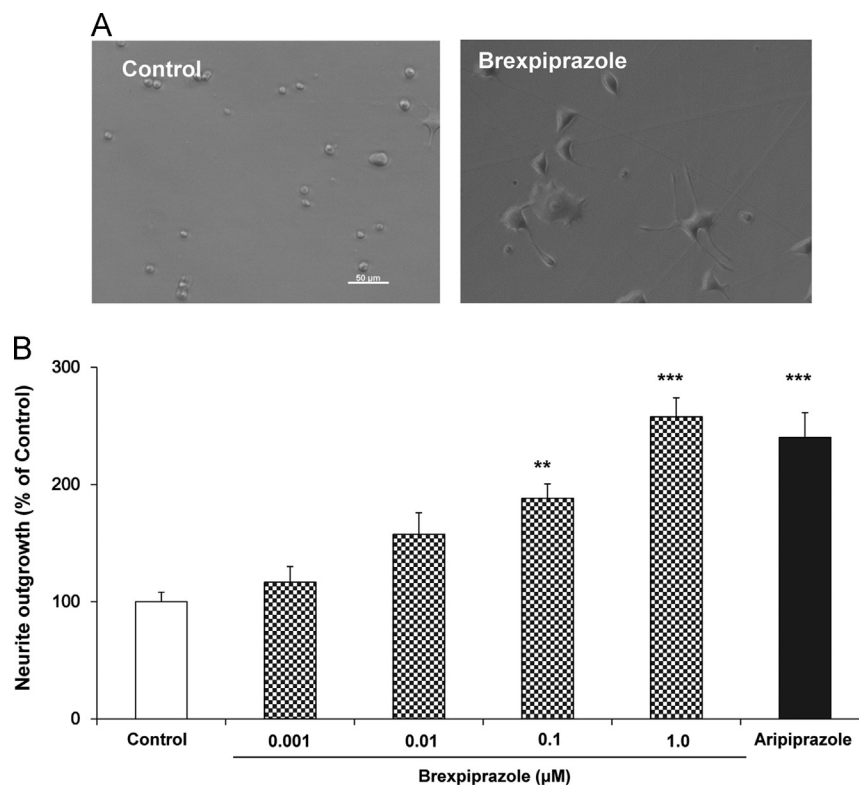 A
Control
Brexpiprazole
50 µm
B
Neurite outgrowth (% of Control)
300
200
100
0
**
***
***
Control
0.001
0.01
0.1
1.0
Aripiprazole
Brexpiprazole (µM)